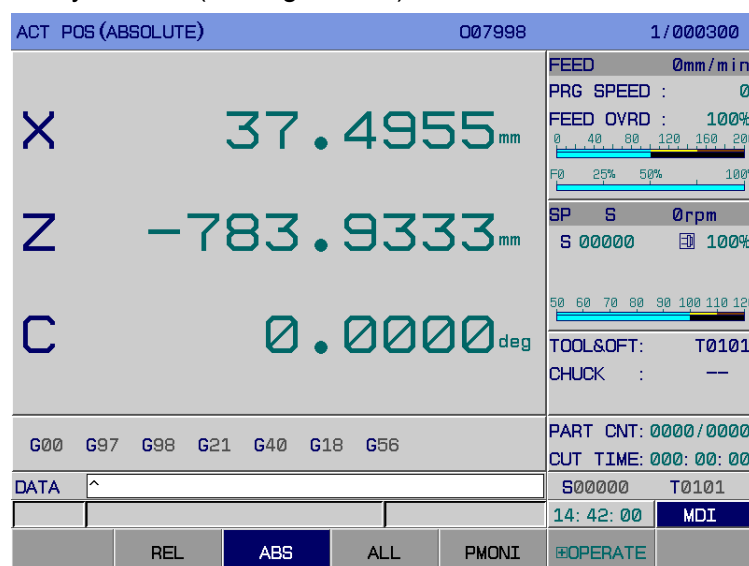 ACT POS(ABSOLUTE) O07998 1/000300
X 37.4955mm
Z -783.9333mm
C 0.0000deg
G00 G97 G98 G21 G40 G18 G56
DATA ^
FEED 0mm/min
PRG SPEED : 0
FEED OVRD : 100%
0 40 80 120 160 20
F0 25% 50% 100%
SP S 0rpm
S 00000 100%
50 60 70 80 90 100 110 12
TOOL&OFT: T0101
CHUCK : --
PART CNT: 0000/0000
CUT TIME: 000:00:00
S00000 T0101
14:42:00 MDI
REL ABS ALL PMONI OPERATE